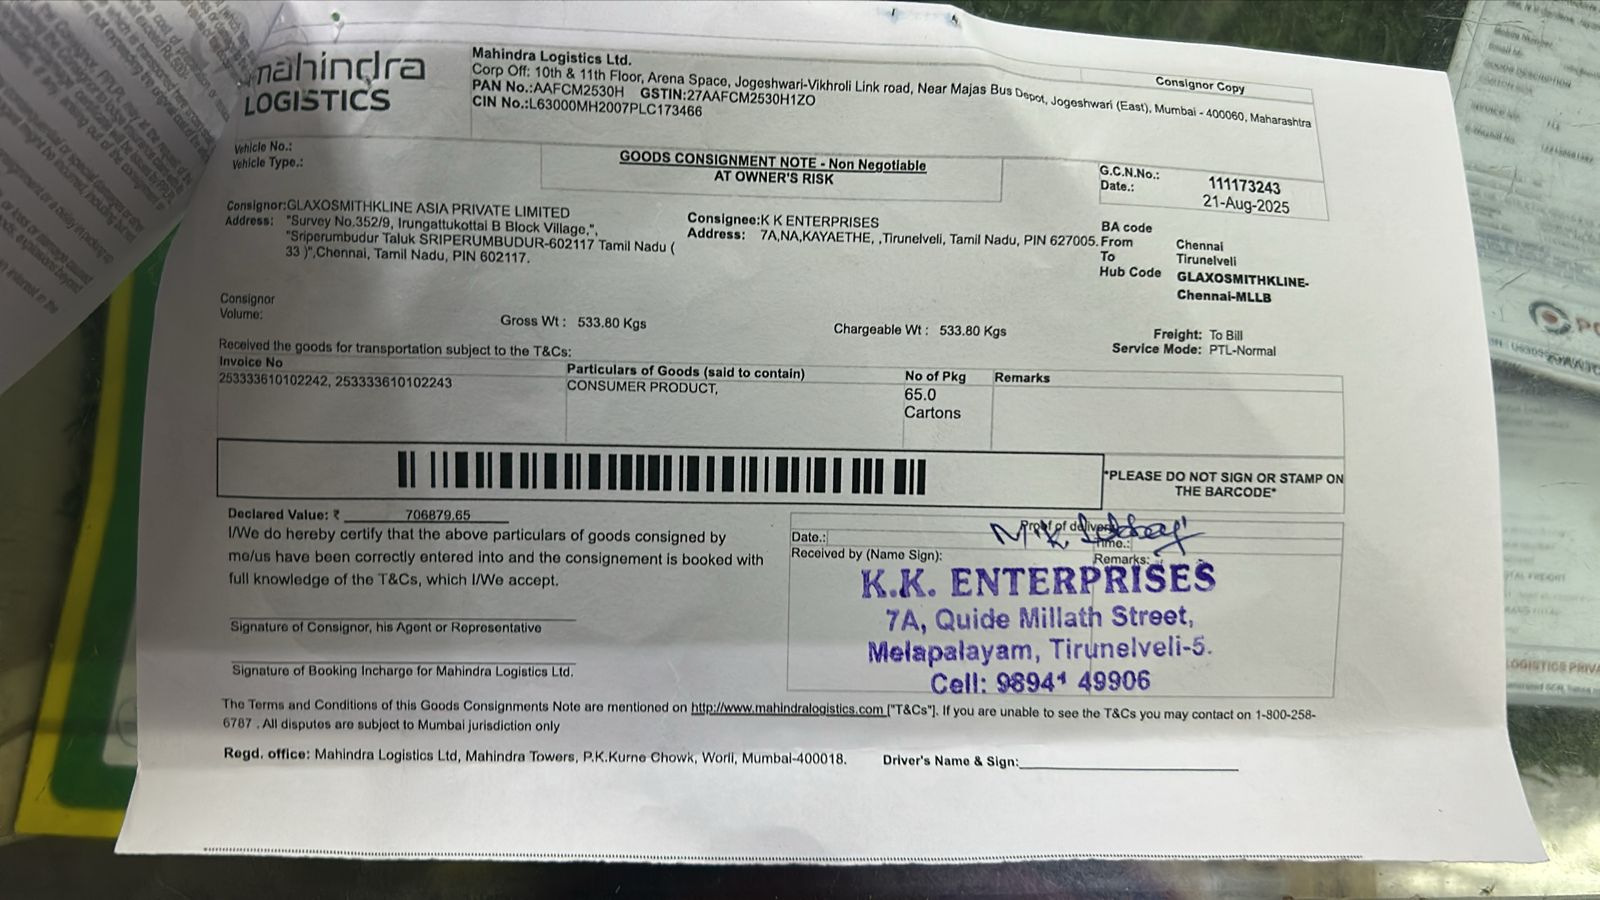 mahindra
LOGISTICS
Mahindra Logistics Ltd.
Corp Off: 10th & 11th Floor, Arena Space, Jogeshwari-Vikhroli Link road, Near Majas Bus Depot, Jogeshwari (East), Mumbai - 400060, Maharashtra
PAN No.:AAFCM2530H GSTIN:27AAFCM2530H1ZO
CIN No.:L63000MH2007PLC173466
Consignor Copy
Vehicle No.:
Vehicle Type.:
GOODS CONSIGNMENT NOTE - Non Negotiable
AT OWNER'S RISK
G.C.N.No.: 111173243
Date.: 21-Aug-2025
Consignor:GLAXOSMITHKLINE ASIA PRIVATE LIMITED
Address: "Survey No.352/9, Irungattukottai B Block Village,",
"Sriperumbudur Taluk SRIPERUMBUDUR-602117 Tamil Nadu (
33 )",Chennai, Tamil Nadu, PIN 602117.
Consignee:K K ENTERPRISES
Address: 7A,NA,KAYAETHE, ,Tirunelveli, Tamil Nadu, PIN 627005.
BA code
From Chennai
To Tirunelveli
Hub Code GLAXOSMITHKLINE-
Chennai-MLLB
Consignor
Volume:
Gross Wt : 533.80 Kgs
Chargeable Wt : 533.80 Kgs
Freight: To Bill
Service Mode: PTL-Normal
Received the goods for transportation subject to the T&Cs:
Invoice No Particulars of Goods (said to contain) No of Pkg Remarks
253333610102242, 253333610102243 CONSUMER PRODUCT, 65.0
Cartons
*PLEASE DO NOT SIGN OR STAMP ON
THE BARCODE*
Declared Value: ₹ 706879.65
I/We do hereby certify that the above particulars of goods consigned by
me/us have been correctly entered into and the consignement is booked with
full knowledge of the T&Cs, which I/We accept.
Signature of Consignor, his Agent or Representative
Signature of Booking Incharge for Mahindra Logistics Ltd.
Proof of delivery
Date.: Time.:
Received by (Name Sign): Remarks:
K.K. ENTERPRISES
7A, Quide Millath Street,
Melapalayam, Tirunelveli-5.
Cell: 98941 49906
The Terms and Conditions of this Goods Consignments Note are mentioned on http://www.mahindralogistics.com ["T&Cs"]. If you are unable to see the T&Cs you may contact on 1-800-258-
6787 . All disputes are subject to Mumbai jurisdiction only
Regd. office: Mahindra Logistics Ltd, Mahindra Towers, P.K.Kurne Chowk, Worli, Mumbai-400018. Driver's Name & Sign: